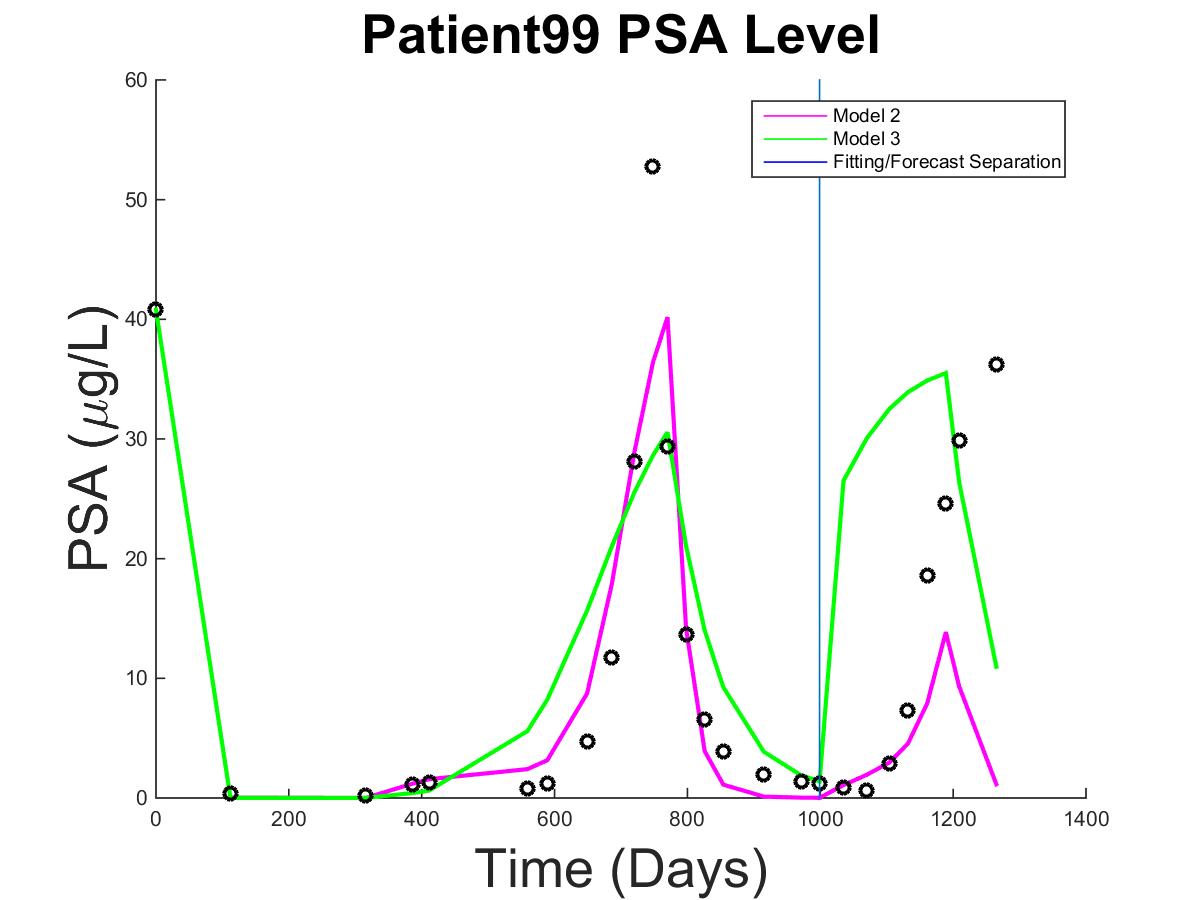 Patient99 PSA Level
60
50
40
30
20
10
0
PSA (μg/L)
Model 2
Model 3
Fitting/Forecast Separation
0 200 400 600 800 1000 1200 1400
Time (Days)